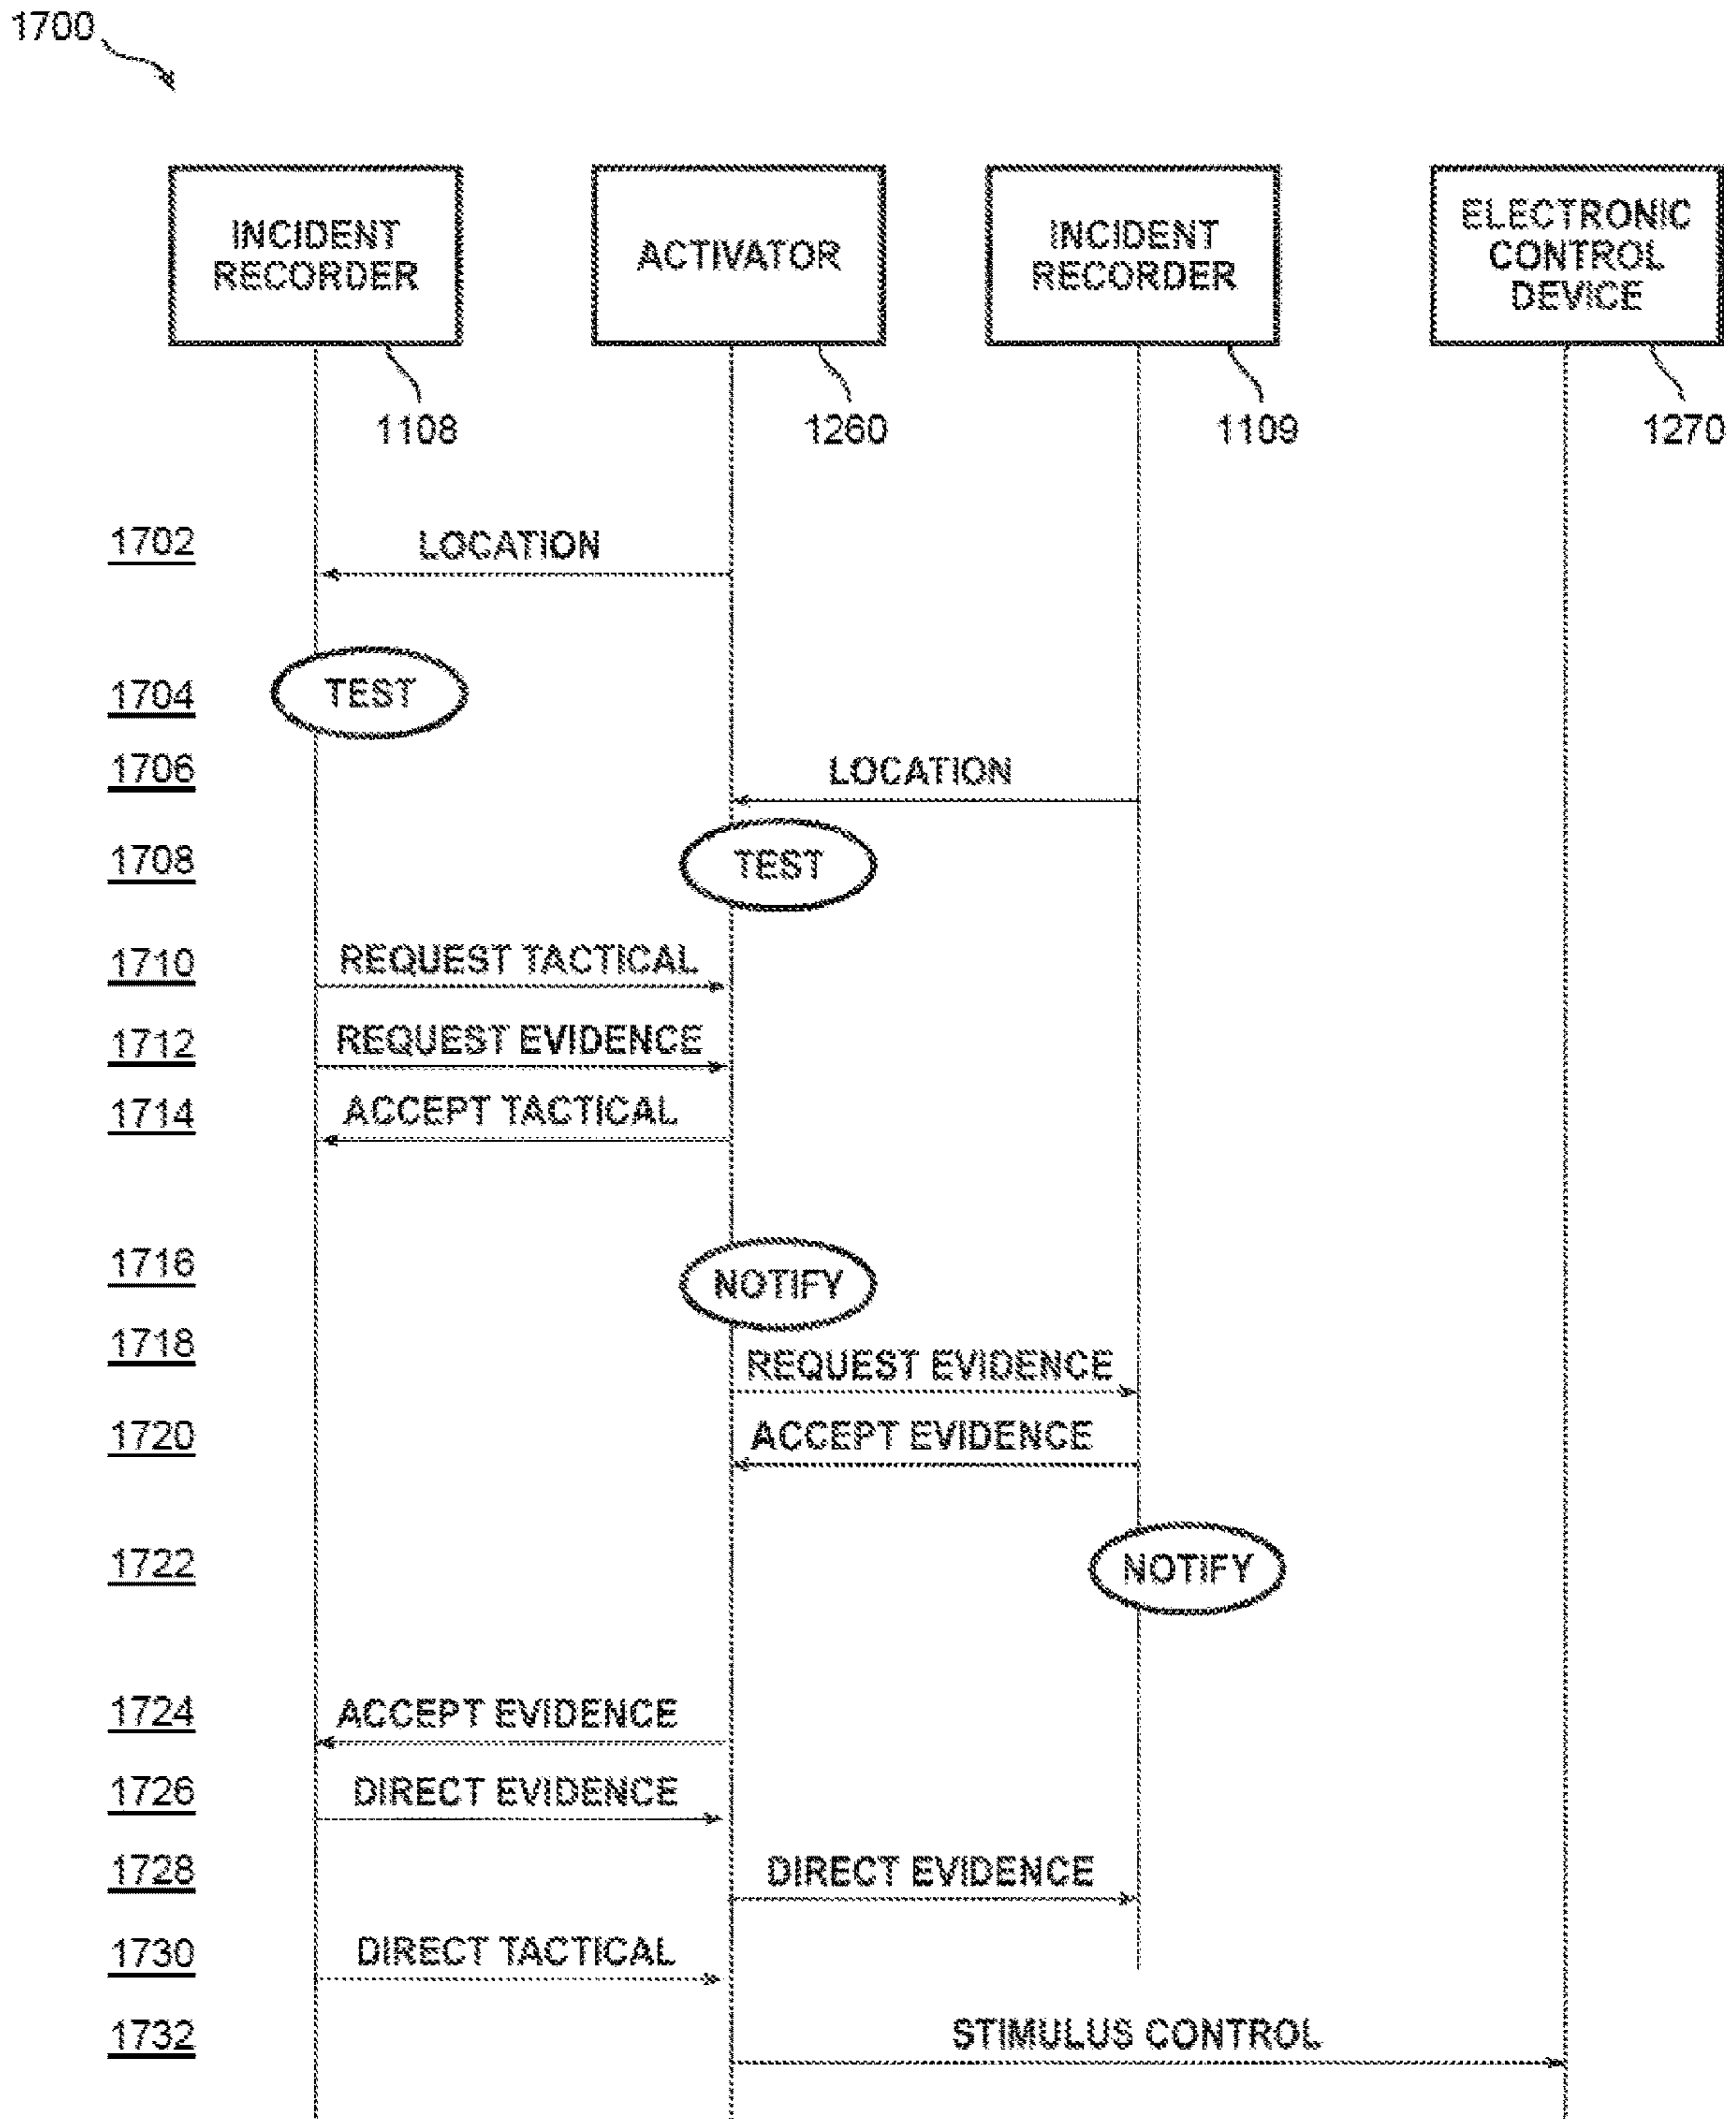 1700
INCIDENT
RECORDER
ACTIVATOR
INCIDENT
RECORDER
ELECTRONIC
CONTROL
DEVICE
1108
1260
1109
1270
1702
LOCATION
1704
TEST
1706
LOCATION
1708
TEST
1710
REQUEST TACTICAL
1712
REQUEST EVIDENCE
1714
ACCEPT TACTICAL
1716
NOTIFY
1718
REQUEST EVIDENCE
1720
ACCEPT EVIDENCE
1722
NOTIFY
1724
ACCEPT EVIDENCE
1726
DIRECT EVIDENCE
1728
DIRECT EVIDENCE
1730
DIRECT TACTICAL
1732
STIMULUS CONTROL